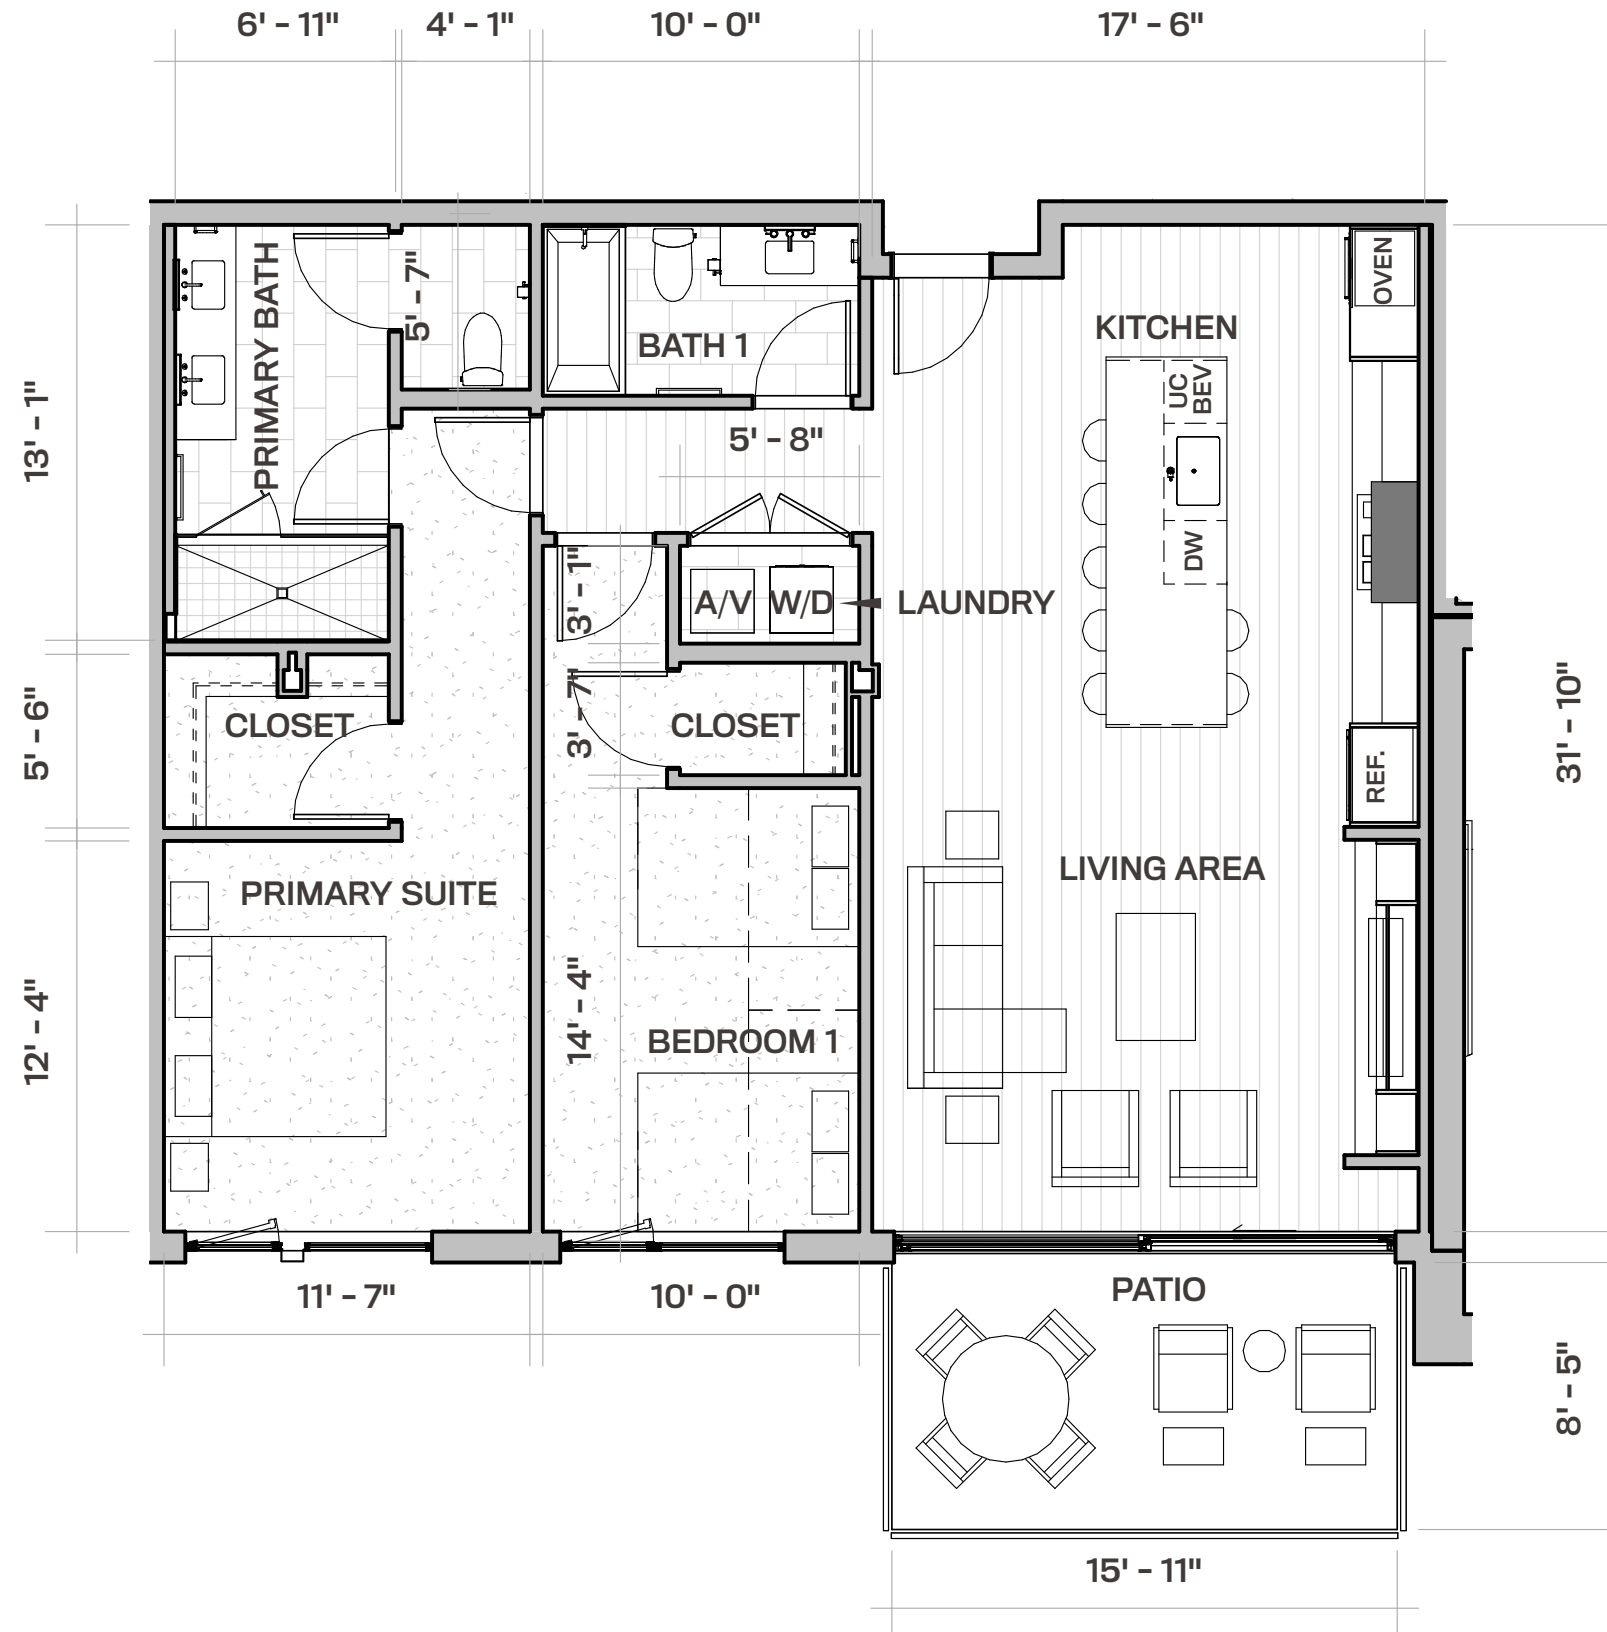 6' - 11"
4' - 1"
10' - 0"
17' - 6"
PRIMARY BATH
5' - 7"
BATH 1
KITCHEN
OVEN
UC
BEV
13' - 1"
5' - 8"
DW
3' - 1"
A/V
W/D
LAUNDRY
5' - 6"
CLOSET
3' - 7"
CLOSET
REF.
31' - 10"
PRIMARY SUITE
LIVING AREA
12' - 4"
14' - 4"
BEDROOM 1
11' - 7"
10' - 0"
PATIO
8' - 5"
15' - 11"